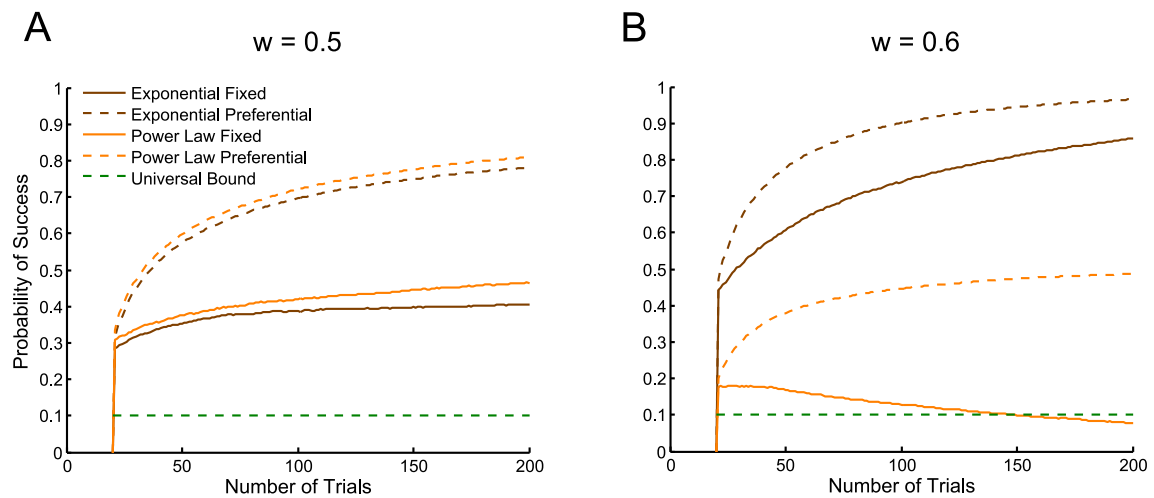 A
w = 0.5
B
w = 0.6
Probability of Success
1
0.9
0.8
0.7
0.6
0.5
0.4
0.3
0.2
0.1
0
Exponential Fixed
Exponential Preferential
Power Law Fixed
Power Law Preferential
Universal Bound
0
50
100
150
200
Number of Trials
1
0.9
0.8
0.7
0.6
0.5
0.4
0.3
0.2
0.1
0
0
50
100
150
200
Number of Trials